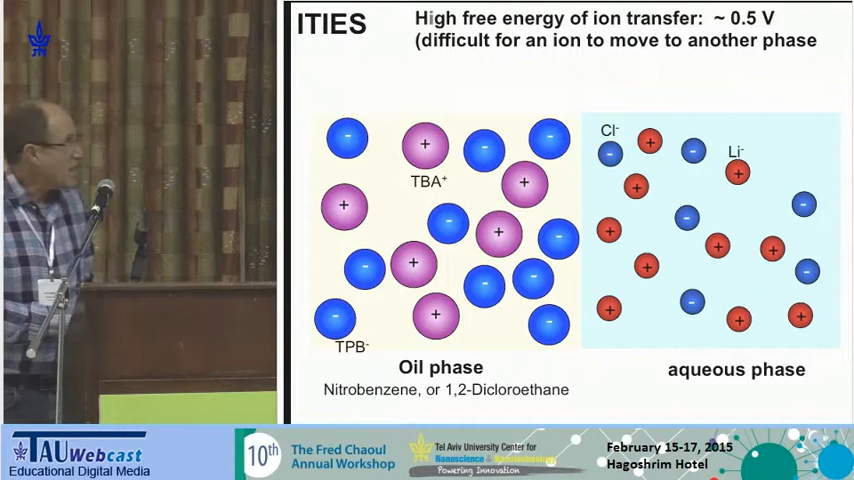 ITIES
High free energy of ion transfer: ~ 0.5 V
(difficult for an ion to move to another phase
-
+
-
-
TBA⁺
+
+
-
+
-
+
-
-
-
-
+
-
TPB⁻
Cl⁻
-
+
-
Li⁻
+
+
-
-
+
+
+
+
-
+
-
+
+
Oil phase
Nitrobenzene, or 1,2-Dicloroethane
aqueous phase
TAU Webcast
Educational Digital Media
10th
The Fred Chaoul
Annual Workshop
Tel Aviv University Center for
Nanoscience & Nanotechnology
Powering Innovation
February 15-17, 2015
Hagoshrim Hotel